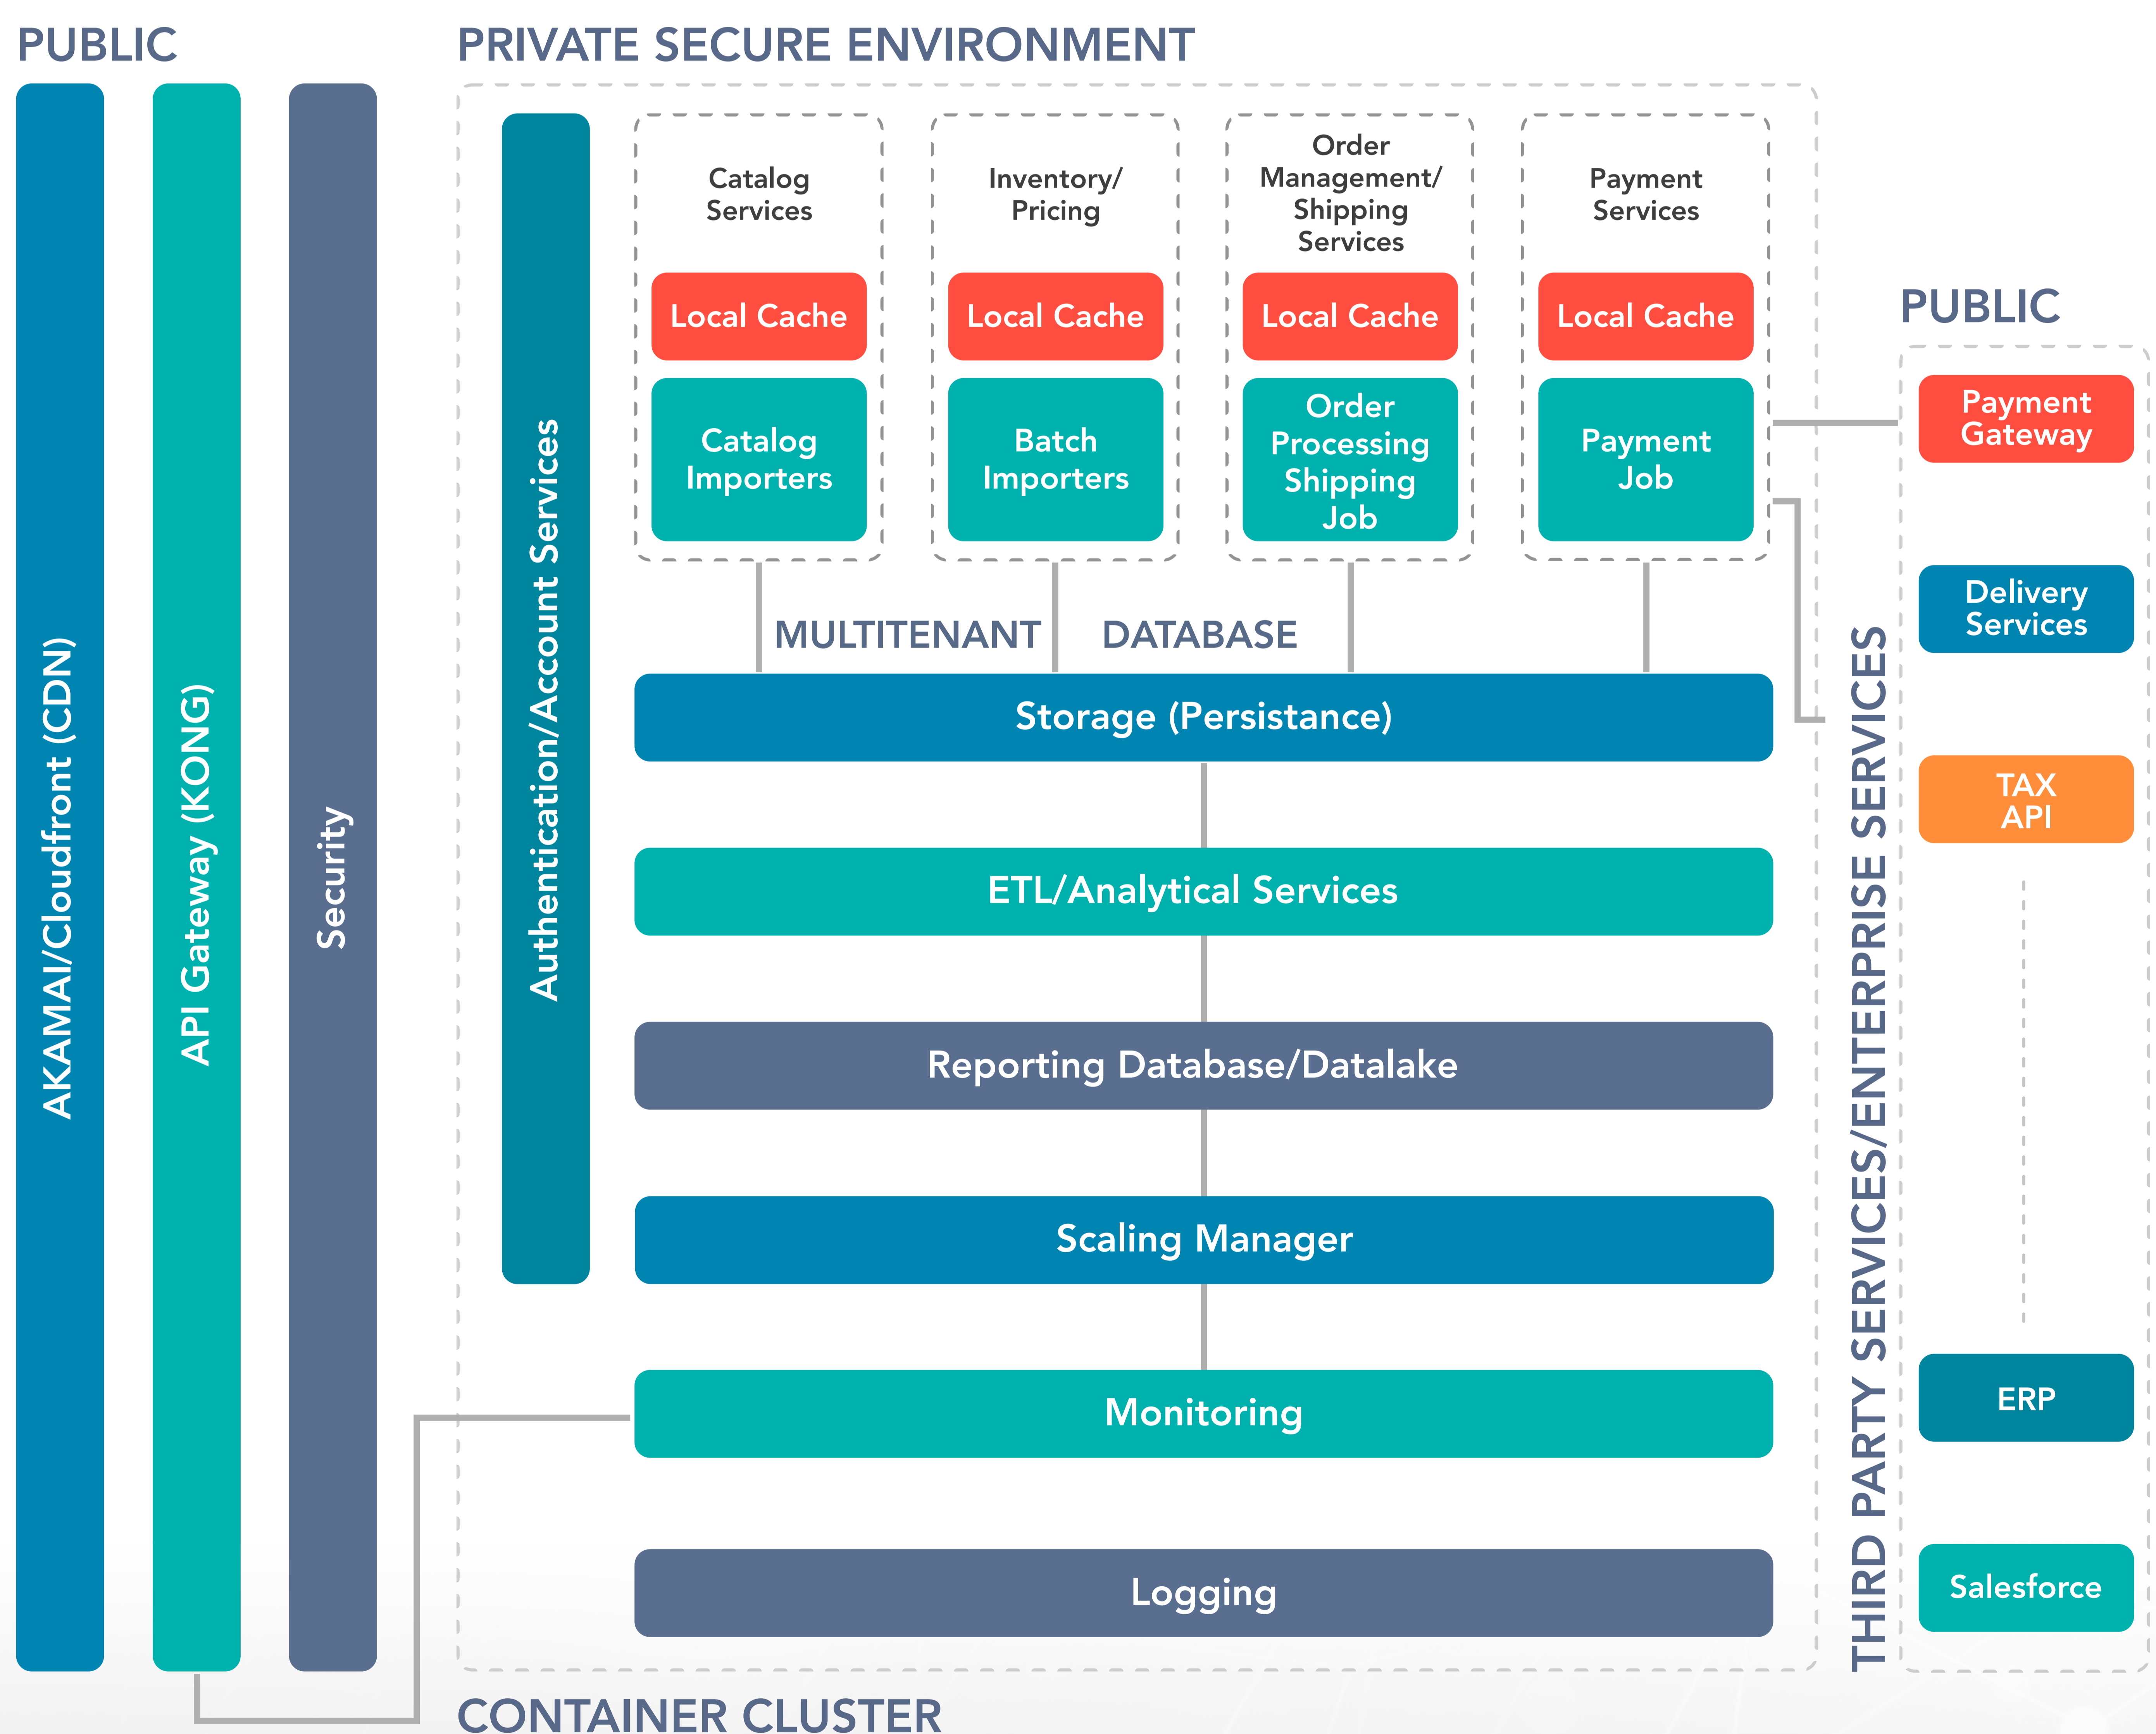 PUBLIC
AKAMAI/Cloudfront (CDN)
API Gateway (KONG)
Security
PRIVATE SECURE ENVIRONMENT
Authentication/Account Services
Catalog
Services
Local Cache
Catalog
Importers
Inventory/
Pricing
Local Cache
Batch
Importers
Order
Management/
Shipping
Services
Local Cache
Order
Processing
Shipping
Job
Payment
Services
Local Cache
Payment
Job
MULTITENANT DATABASE
Storage (Persistance)
ETL/Analytical Services
Reporting Database/Datalake
Scaling Manager
Monitoring
Logging
CONTAINER CLUSTER
THIRD PARTY SERVICES/ENTERPRISE SERVICES
PUBLIC
Payment
Gateway
Delivery
Services
TAX
API
ERP
Salesforce